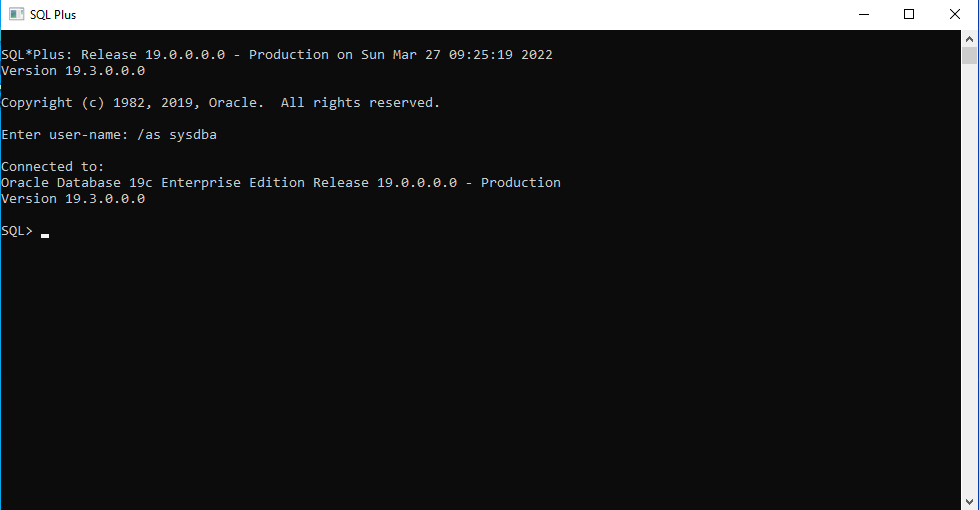 SQL Plus
SQL*Plus: Release 19.0.0.0.0 - Production on Sun Mar 27 09:25:19 2022
Version 19.3.0.0.0
Copyright (c) 1982, 2019, Oracle.  All rights reserved.
Enter user-name: /as sysdba
Connected to:
Oracle Database 19c Enterprise Edition Release 19.0.0.0.0 - Production
Version 19.3.0.0.0
SQL>